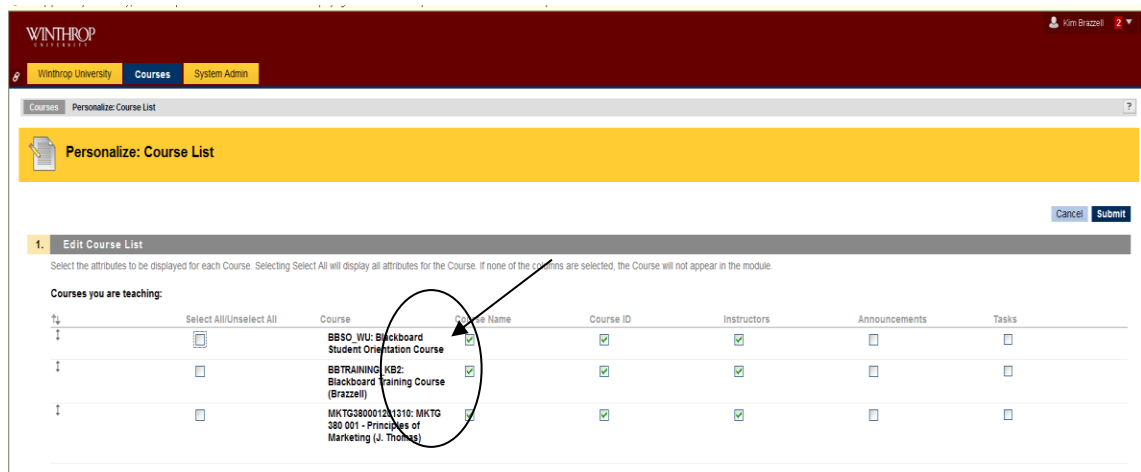 WINTHROP
UNIVERSITY
Kim Brazzell 2
Winthrop University Courses System Admin
Courses Personalize: Course List ?
Personalize: Course List
Cancel Submit
1. Edit Course List
Select the attributes to be displayed for each Course. Selecting Select All will display all attributes for the Course. If none of the columns are selected, the Course will not appear in the module.
Courses you are teaching:
Select All/Unselect All Course Course Name Course ID Instructors Announcements Tasks
BBSO_WU: Blackboard
Student Orientation Course
BBTRAINING_KB2:
Blackboard Training Course
(Brazzell)
MKTG380001201310: MKTG
380 001 - Principles of
Marketing (J. Thomas)